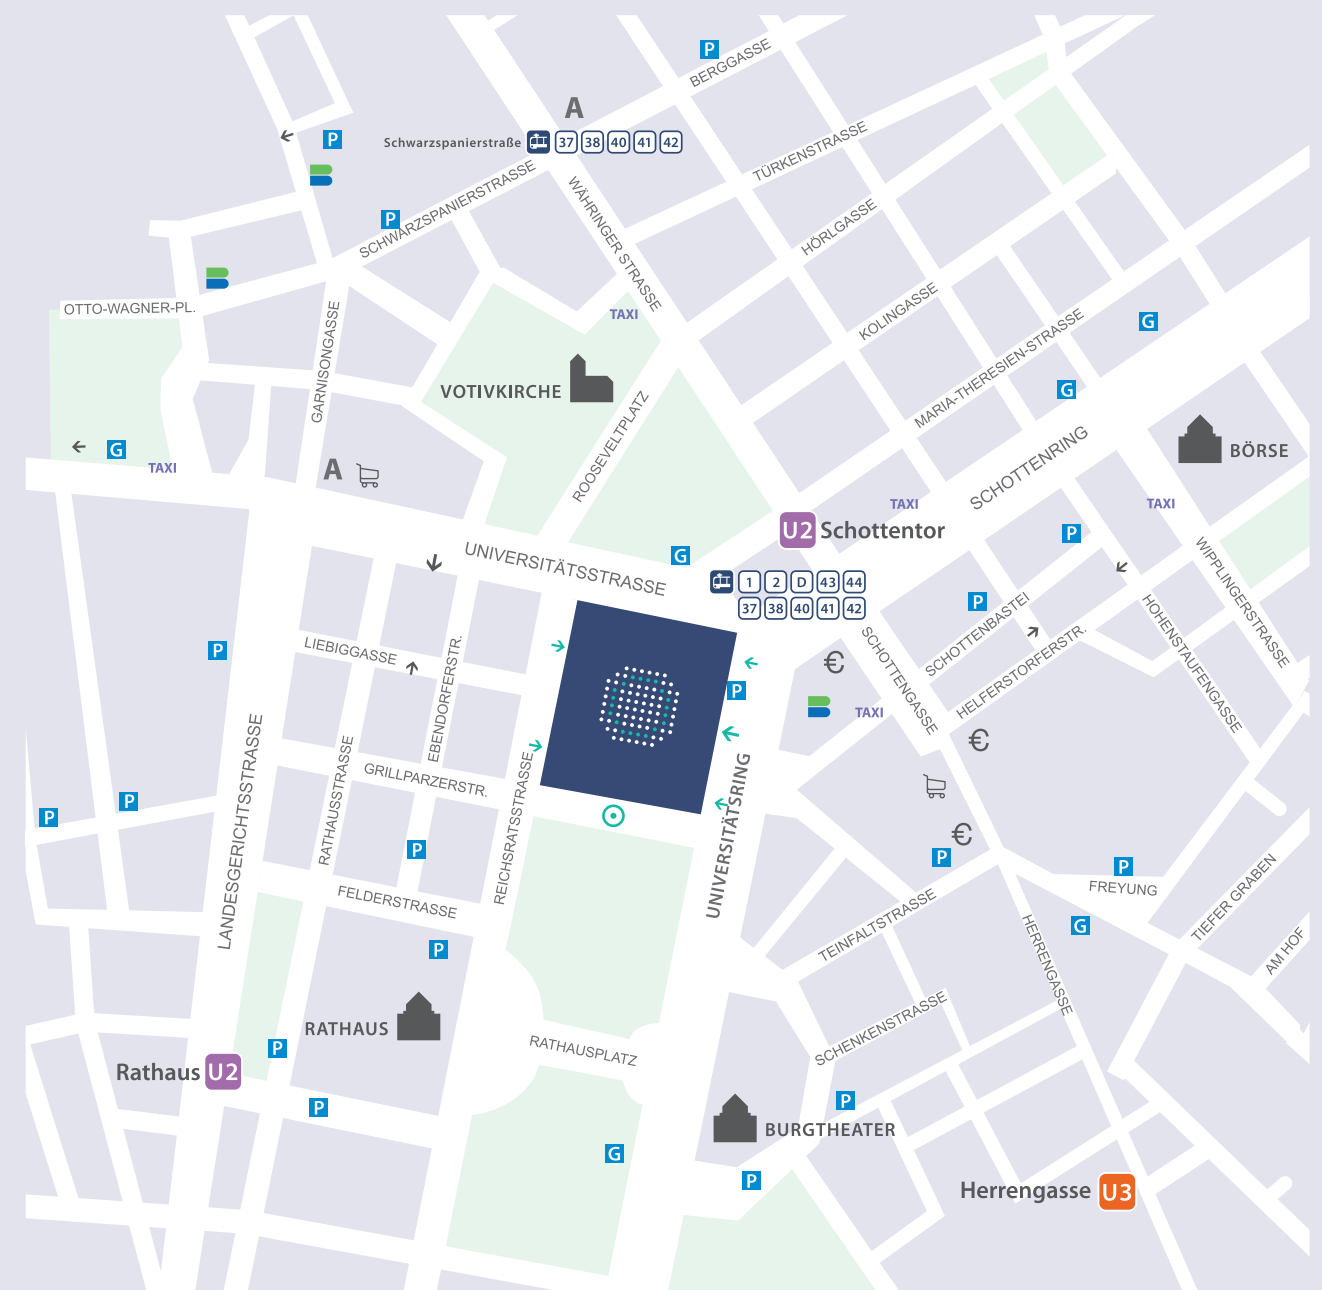 P
BERGGASSE
A
Schwarzspanierstraße 37 38 40 41 42
P
TÜRKENSTRASSE
SCHWARZSPANIERSTRASSE
P
WÄHRINGER STRASSE
HÖRLGASSE
OTTO-WAGNER-PL.
TAXI
KOLINGASSE
G
GARNISONGASSE
MARIA-THERESIEN-STRASSE
VOTIVKIRCHE
G
ROOSEVELTPLATZ
G
TAXI
A
SCHOTTENRING
BÖRSE
TAXI
TAXI
U2 Schottentor
P
UNIVERSITÄTSSTRASSE
G
1 2 D 43 44
37 38 40 41 42
WIPPLINGERSTRASSE
P
SCHOTTENBASTEI
HOHENSTAUFENGASSE
LIEBIGGASSE
P
EBENDORFERSTR.
SCHOTTENGASSE
HELFERSTORFERSTR.
€
P
TAXI
€
LANDESGERICHTSSTRASSE
RATHAUSSTRASSE
GRILLPARZERSTR.
REICHSRATSSTRASSE
UNIVERSITÄTSRING
P
P
€
P
P
P
FREYUNG
TIEFER GRABEN
FELDERSTRASSE
TEINFALTSTRASSE
G
HERRENGASSE
AM HOF
P
SCHENKENSTRASSE
RATHAUS
RATHAUSPLATZ
P
Rathaus U2
P
P
BURGTHEATER
G
P
Herrengasse U3